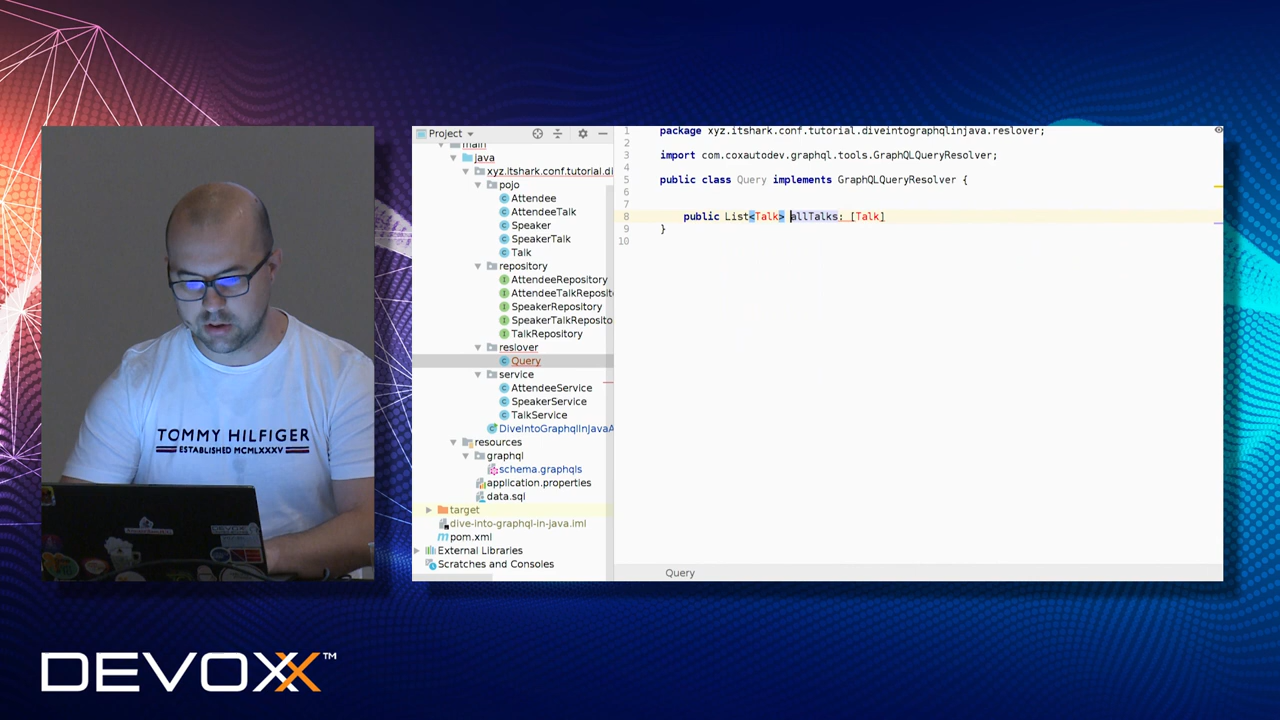 TOMMY HILFIGER
ESTABLISHED MCMLXXXV
DEVOXX™
Project
main
java
xyz.itshark.conf.tutorial.di
pojo
Attendee
AttendeeTalk
Speaker
SpeakerTalk
Talk
repository
AttendeeRepository
AttendeeTalkReposit
SpeakerRepository
SpeakerTalkReposito
TalkRepository
reslover
Query
service
AttendeeService
SpeakerService
TalkService
DiveIntoGraphqlInJavaA
resources
graphql
schema.graphqls
application.properties
data.sql
target
dive-into-graphql-in-java.iml
pom.xml
External Libraries
Scratches and Consoles
1 package xyz.itshark.conf.tutorial.diveintographqlinjava.reslover;
2
3 import com.coxautodev.graphql.tools.GraphQLQueryResolver;
4
5 public class Query implements GraphQLQueryResolver {
6
7
8 public List<Talk> allTalks: [Talk]
9 }
10
Query